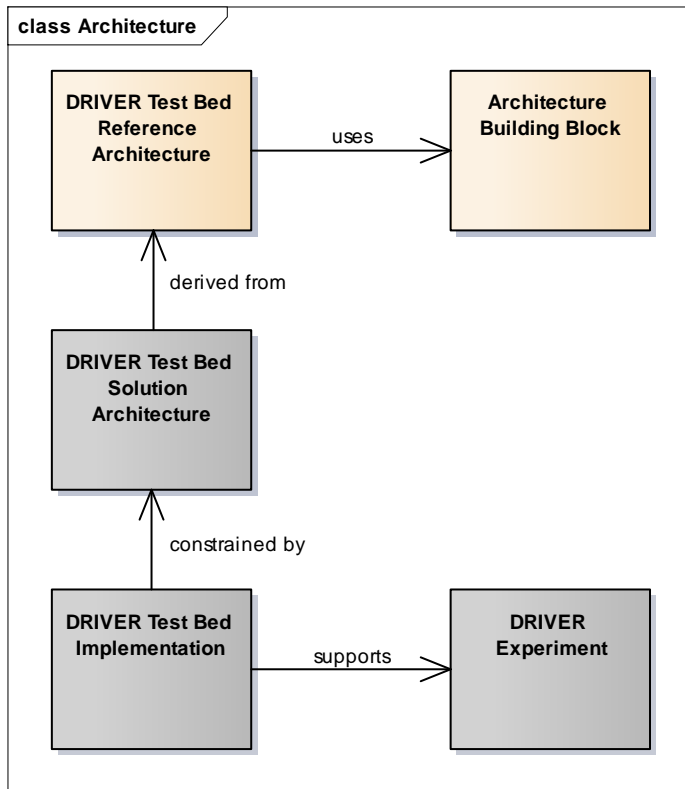 class Architecture
DRIVER Test Bed
Reference
Architecture
uses
Architecture
Building Block
derived from
DRIVER Test Bed
Solution
Architecture
constrained by
DRIVER Test Bed
Implementation
supports
DRIVER
Experiment